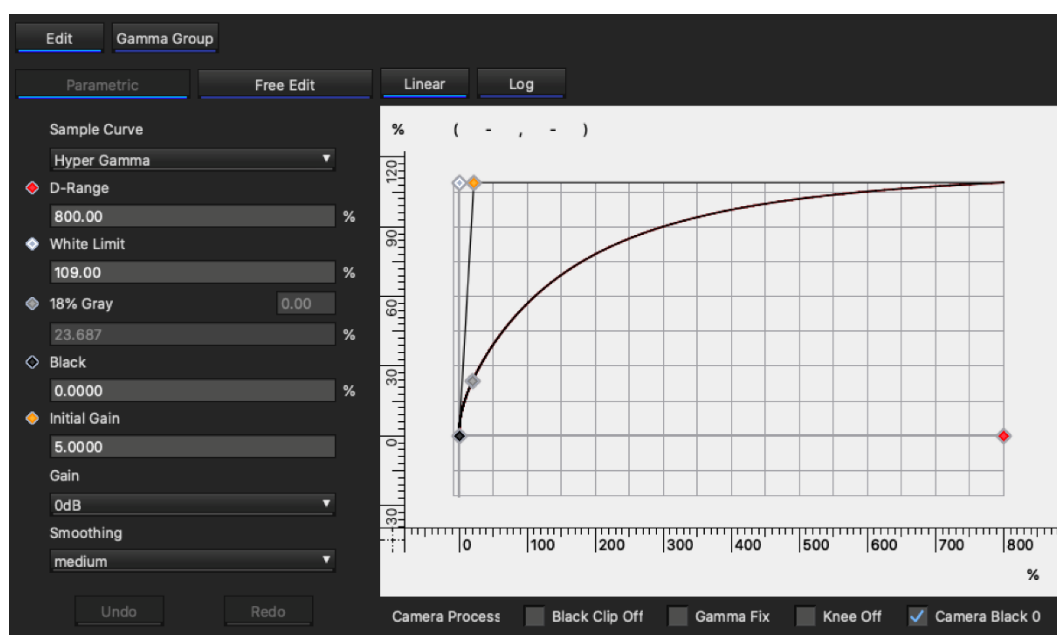 Edit Gamma Group
Parametric Free Edit Linear Log
Sample Curve
Hyper Gamma
D-Range
800.00 %
White Limit
109.00 %
18% Gray 0.00
23.687 %
Black
0.0000 %
Initial Gain
5.0000
Gain
0dB
Smoothing
medium
Undo Redo
% ( - , - )
120
90
60
30
0
-30
0 100 200 300 400 500 600 700 800
%
Camera Process Black Clip Off Gamma Fix Knee Off Camera Black 0